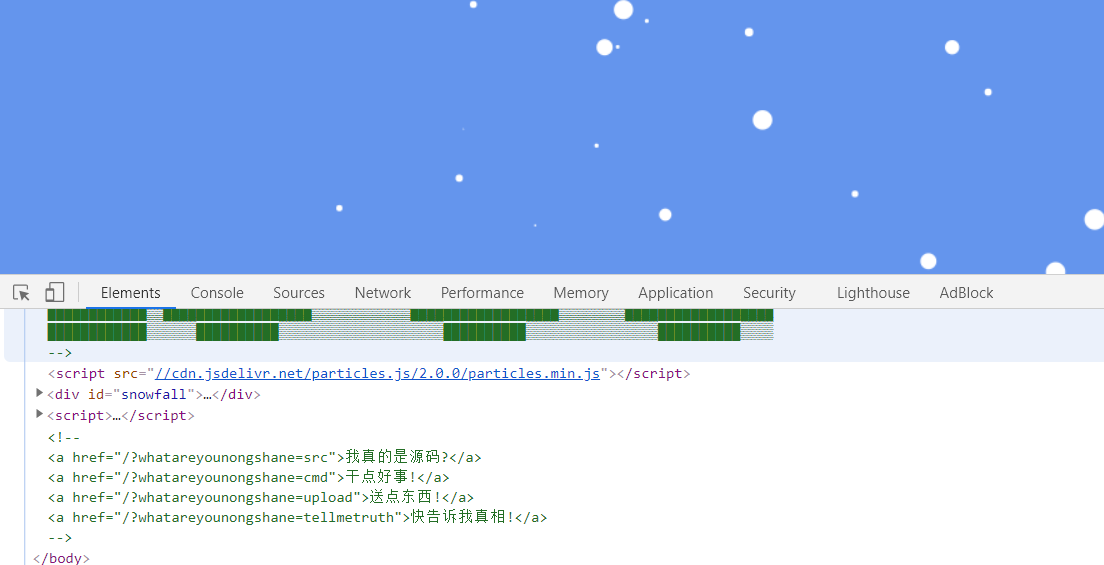 Elements Console Sources Network Performance Memory Application Security Lighthouse AdBlock
-->
<script src="//cdn.jsdelivr.net/particles.js/2.0.0/particles.min.js"></script>
<div id="snowfall">…</div>
<script>…</script>
<!--
<a href="/?whatareyounongshane=src">我真的是源码?</a>
<a href="/?whatareyounongshane=cmd">干点好事!</a>
<a href="/?whatareyounongshane=upload">送点东西!</a>
<a href="/?whatareyounongshane=tellmetruth">快告诉我真相!</a>
-->
</body>